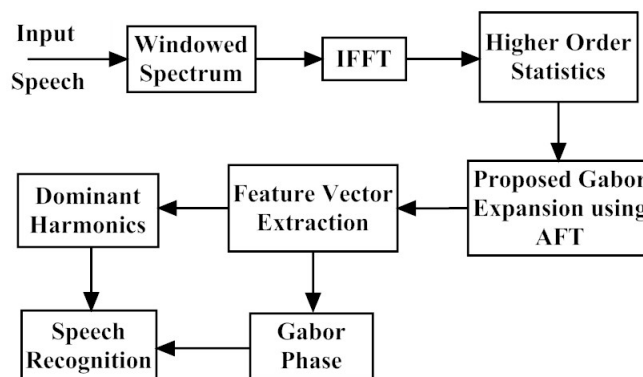 Input
Speech
Windowed
Spectrum
IFFT
Higher Order
Statistics
Proposed Gabor
Expansion using
AFT
Feature Vector
Extraction
Dominant
Harmonics
Gabor
Phase
Speech
Recognition